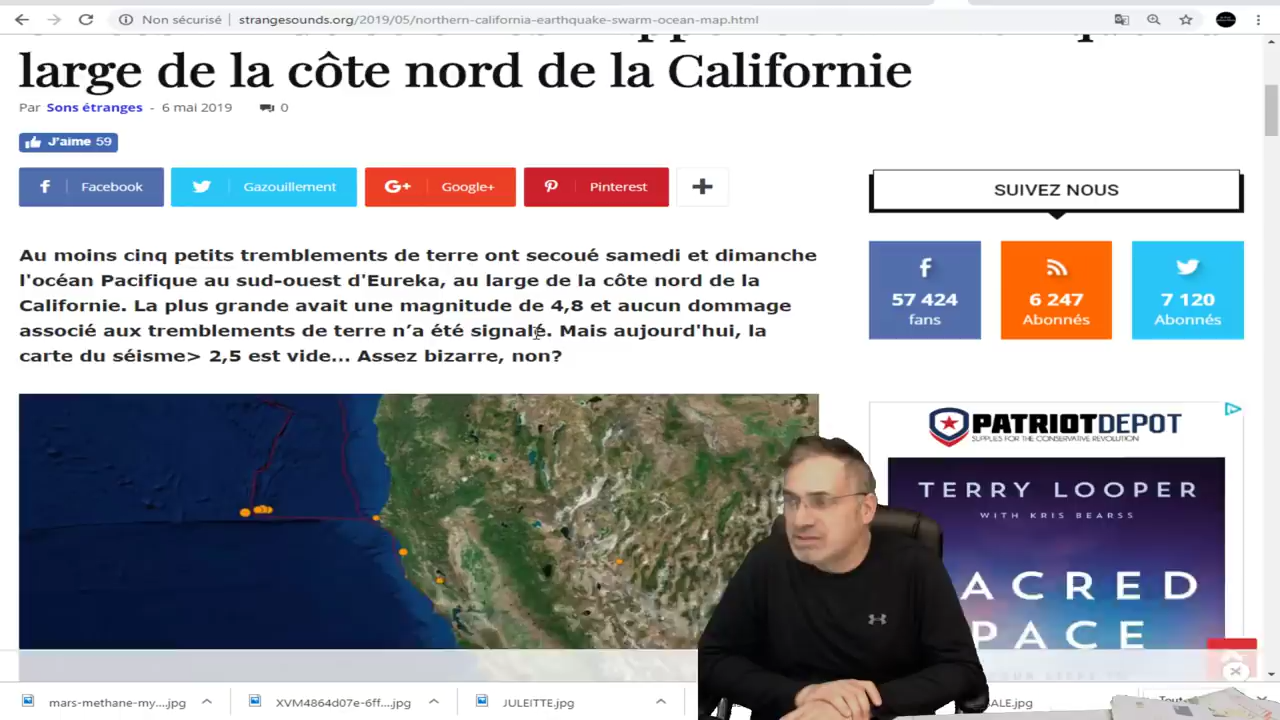 Non sécurisé strangesounds.org/2019/05/northern-california-earthquake-swarm-ocean-map.html
large de la côte nord de la Californie
Par Sons étranges - 6 mai 2019 0
J'aime 59
Facebook
Gazouillement
G+ Google+
Pinterest
Au moins cinq petits tremblements de terre ont secoué samedi et dimanche
l'océan Pacifique au sud-ouest d'Eureka, au large de la côte nord de la
Californie. La plus grande avait une magnitude de 4,8 et aucun dommage
associé aux tremblements de terre n’a été signalé. Mais aujourd'hui, la
carte du séisme> 2,5 est vide... Assez bizarre, non?
SUIVEZ NOUS
57 424
fans
6 247
Abonnés
7 120
Abonnés
PATRIOTDEPOT
SUPPLIES FOR THE CONSERVATIVE REVOLUTION
TERRY LOOPER
WITH KRIS BEARSS
ACRED
PACE
mars-methane-my....jpg
XVM4864d07e-6ff....jpg
JULEITTE.jpg
ALE.jpg